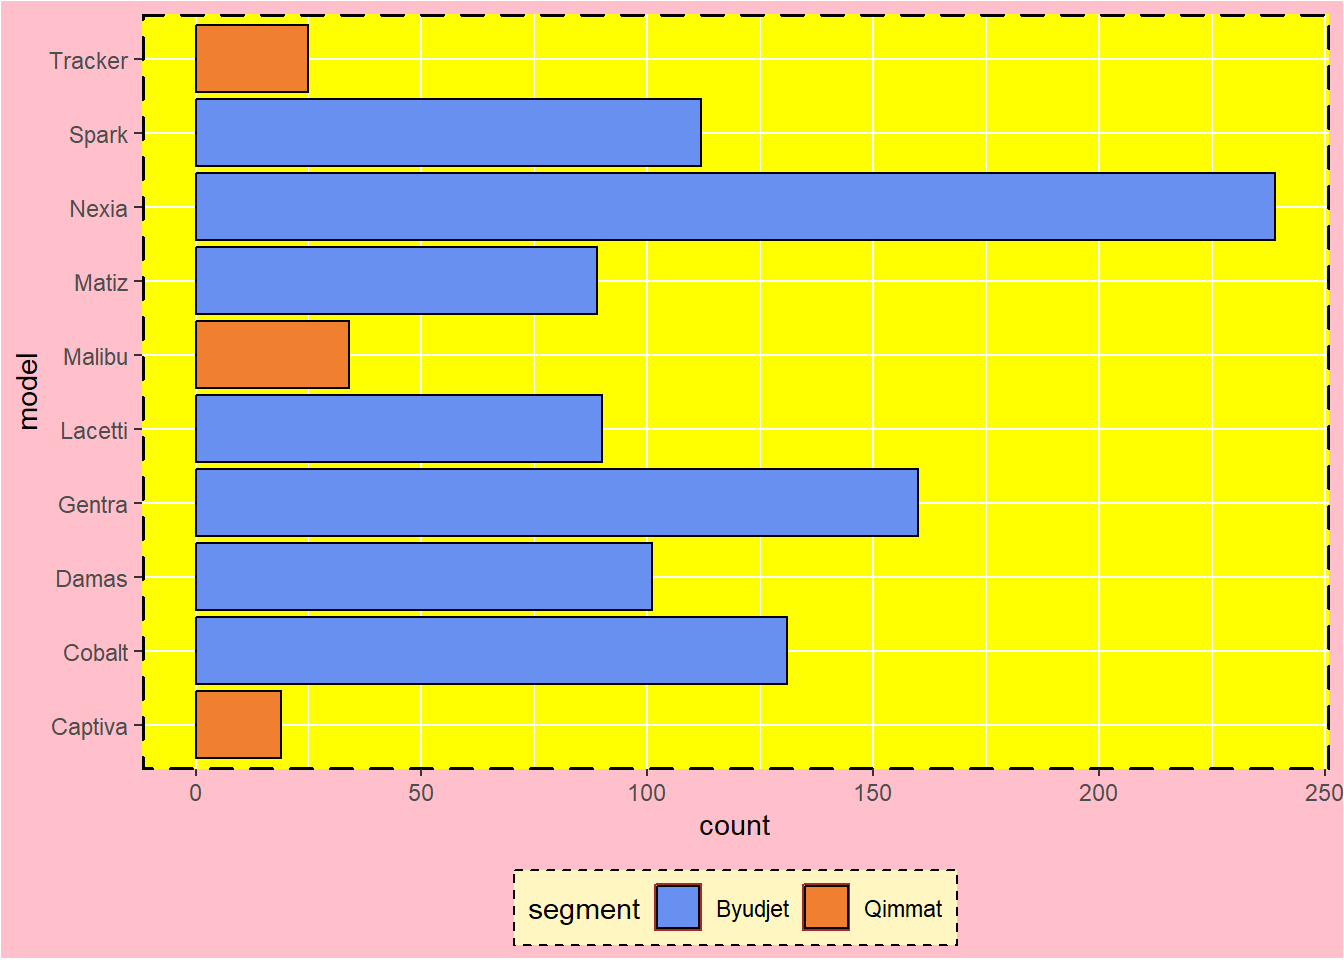 Tracker
Spark
Nexia
Matiz
Malibu
Lacetti
Gentra
Damas
Cobalt
Captiva
model
0 50 100 150 200 250
count
segment Byudjet Qimmat